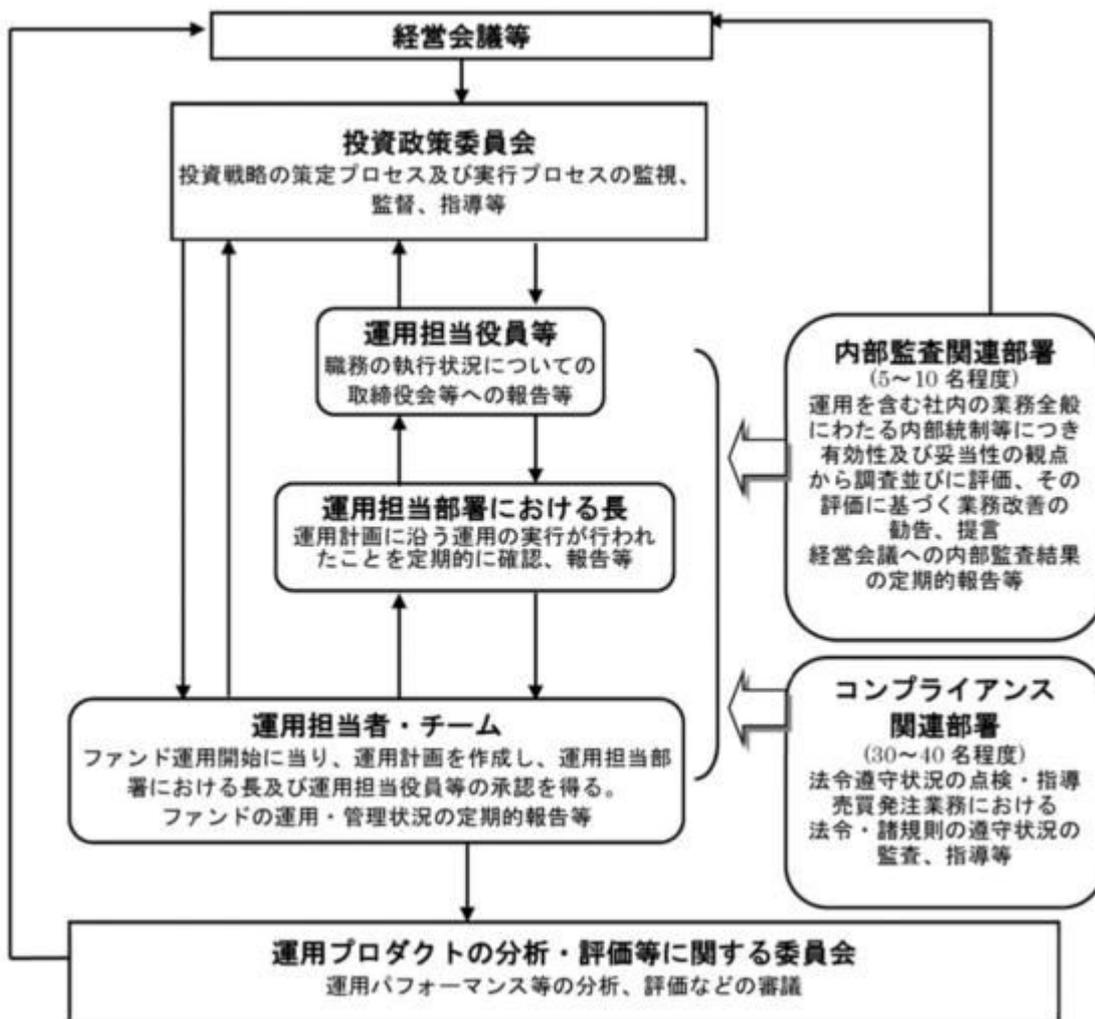 経営会議等
投資政策委員会
投資戦略の策定プロセス及び実行プロセスの監視、
監督、指導等
運用担当役員等
職務の執行状況についての
取締役会等への報告等
運用担当部署における長
運用計画に沿う運用の実行が行われ
たことを定期的に確認、報告等
運用担当者・チーム
ファンド運用開始に当り、運用計画を作成し、運用担当部
署における長及び運用担当役員等の承認を得る。
ファンドの運用・管理状況の定期的報告等
内部監査関連部署
(5〜10 名程度)
運用を含む社内の業務全般
にわたる内部統制等につき
有効性及び妥当性の観点
から調査並びに評価、その
評価に基づく業務改善の
勧告、提言
経営会議への内部監査結果
の定期的報告等
コンプライアンス
関連部署
(30〜40 名程度)
法令遵守状況の点検・指導
売買発注業務における
法令・諸規則の遵守状況の
監査、指導等
運用プロダクトの分析・評価等に関する委員会
運用パフォーマンス等の分析、評価などの審議